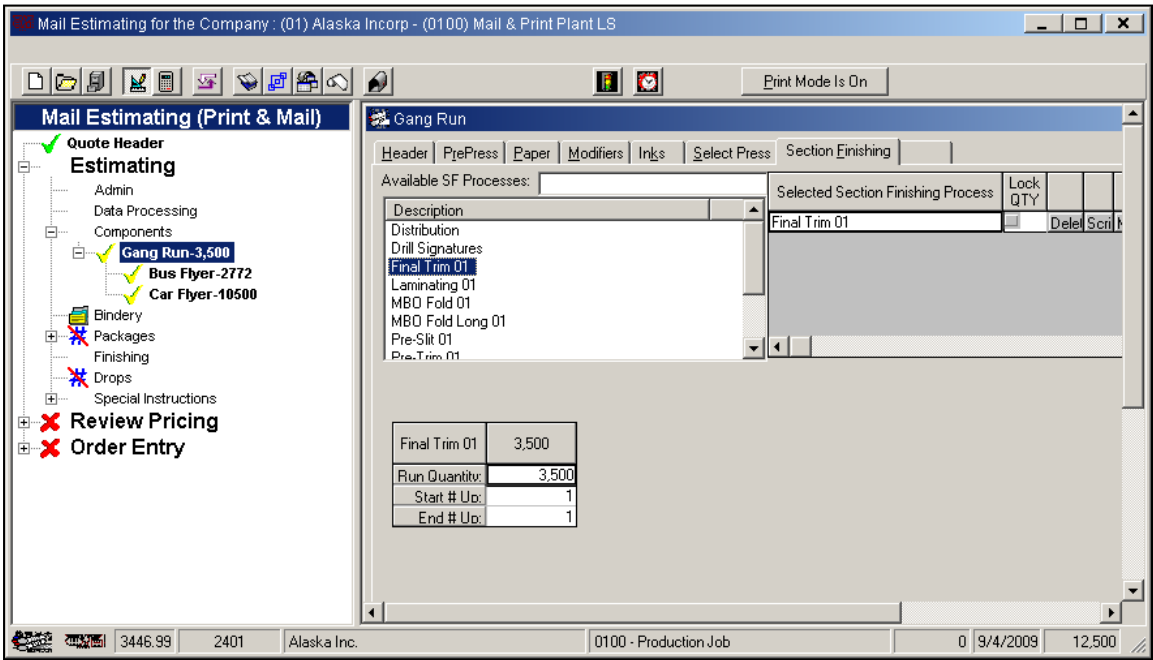 Mail Estimating for the Company : (01) Alaska Incorp - (0100) Mail & Print Plant LS
Print Mode Is On
Mail Estimating (Print & Mail)
Quote Header
Estimating
Admin
Data Processing
Components
Gang Run-3,500
Bus Flyer-2772
Car Flyer-10500
Bindery
Packages
Finishing
Drops
Special Instructions
Review Pricing
Order Entry
Gang Run
Header PrePress Paper Modifiers Inks Select Press Section Finishing
Available SF Processes:
Description
Distribution
Drill Signatures
Final Trim 01
Laminating 01
MBO Fold 01
MBO Fold Long 01
Pre-Slit 01
Pre-Trim 01
Selected Section Finishing Process Lock QTY
Final Trim 01 Delet Scri
Final Trim 01 3,500
Run Quantity: 3,500
Start # Up: 1
End # Up: 1
3446.99 2401 Alaska Inc. 0100 - Production Job 0 9/4/2009 12,500